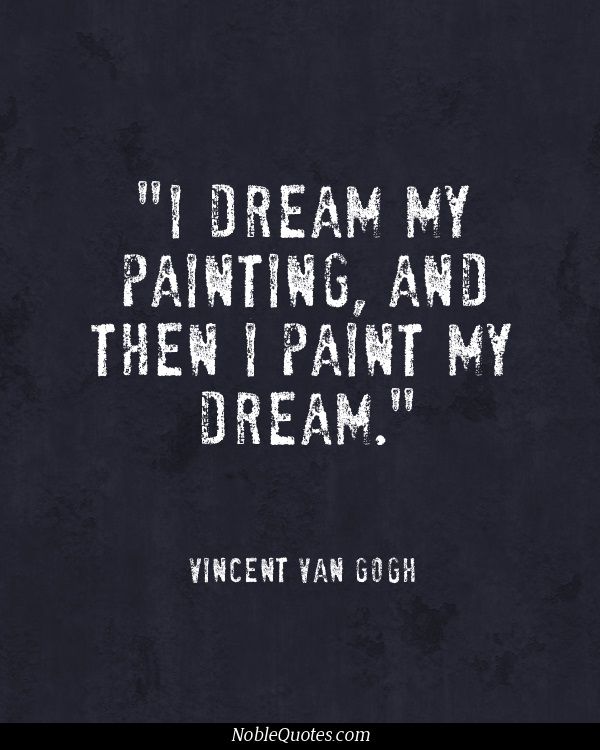 "I DREAM MY
PAINTING, AND
THEN I PAINT MY
DREAM."
VINCENT VAN GOGH
NobleQuotes.com